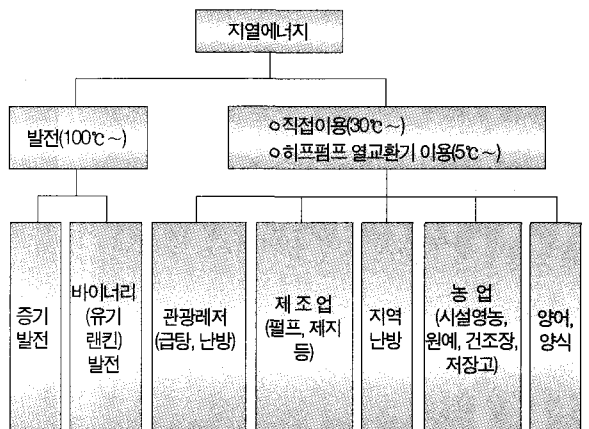 지열에너지
발전(100℃~)
ㅇ직접이용(30℃~)
ㅇ히프펌프 열교환기 이용(5℃~)
증기
발전
바이너리
(유기
랜킨)
발전
관광레저
(급탕, 난방)
제 조 업
(펄프, 제지
등)
지역
난방
농 업
(시설영농,
원예, 건조장,
저장고)
양어,
양식